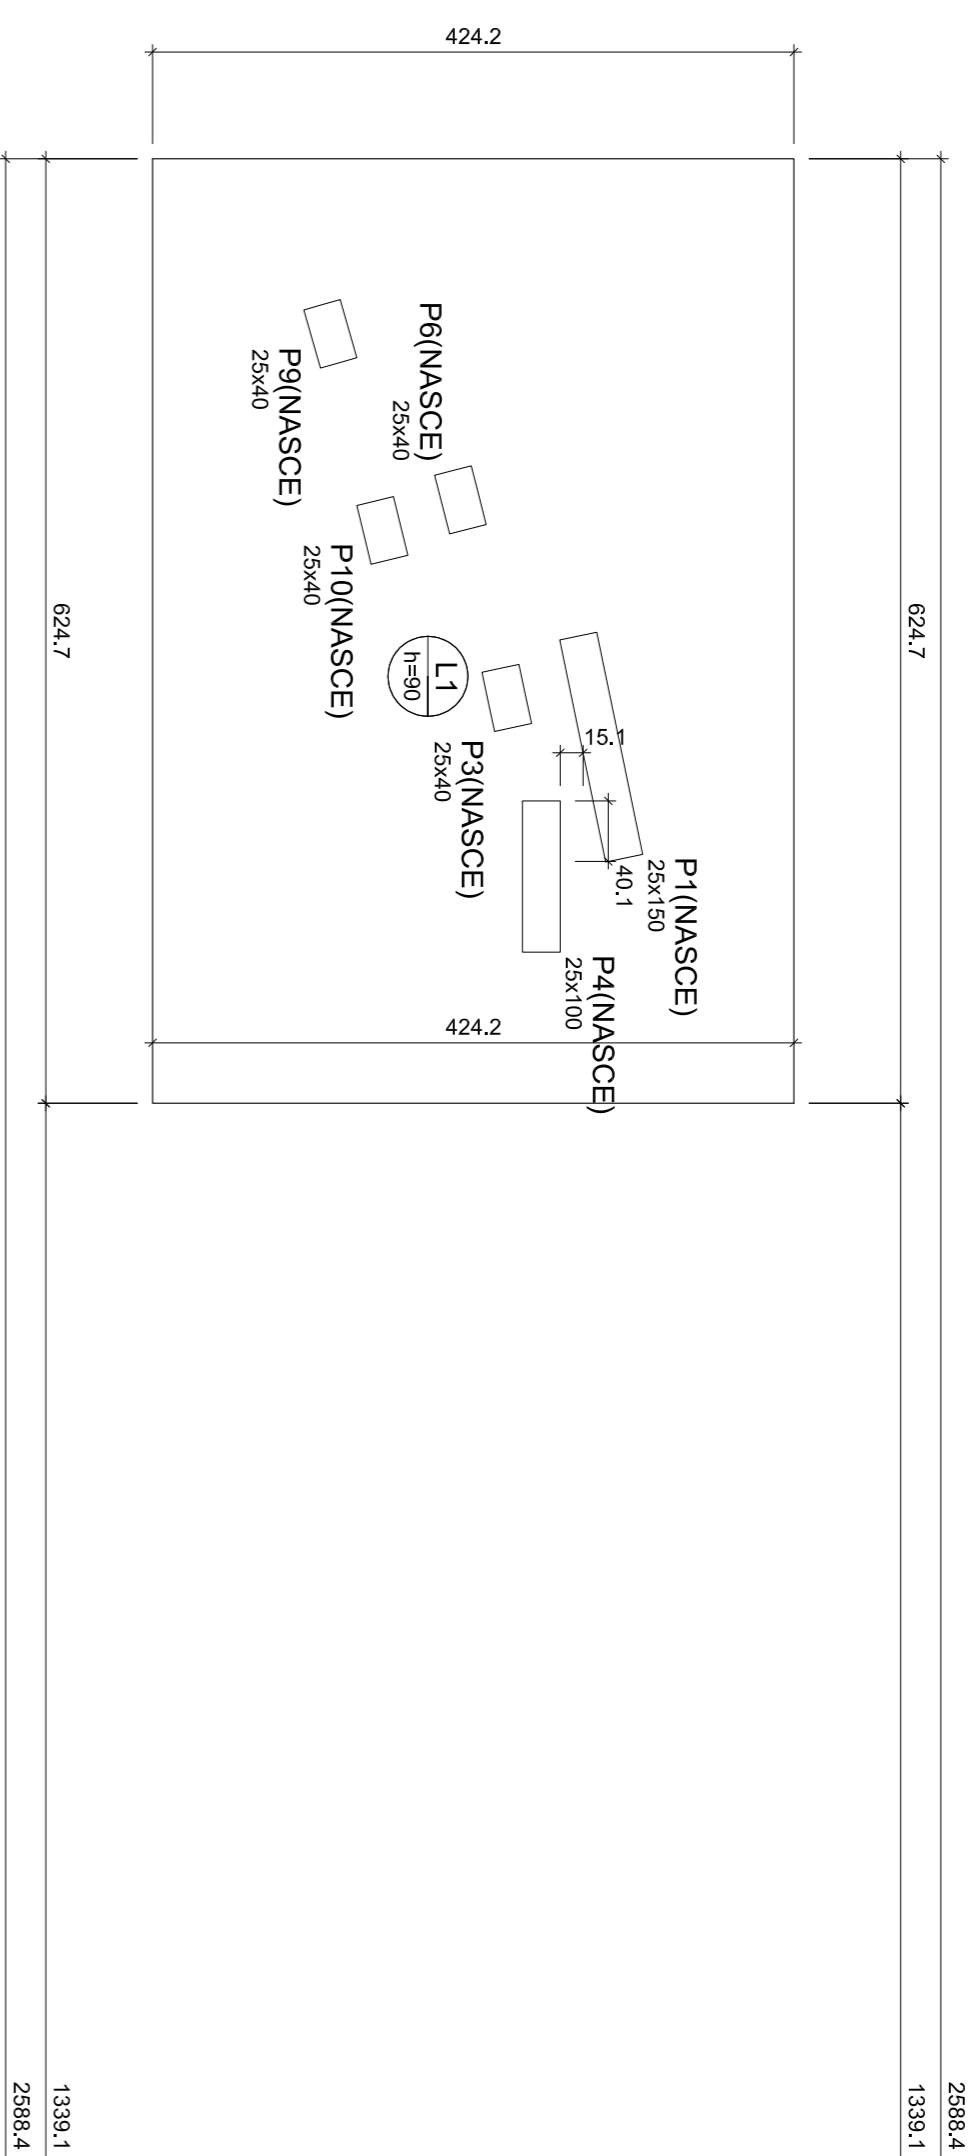 424.2
P9(NASCE)
25x40
P6(NASCE)
25x40
P10(NASCE)
25x40
L1
h=90
P3(NASCE)
25x40
15.1
40.1
P1(NASCE)
25x150
P4(NASCE)
25x100
424.2
624.7
624.7
1339.1
2588.4
1339.1
2588.4